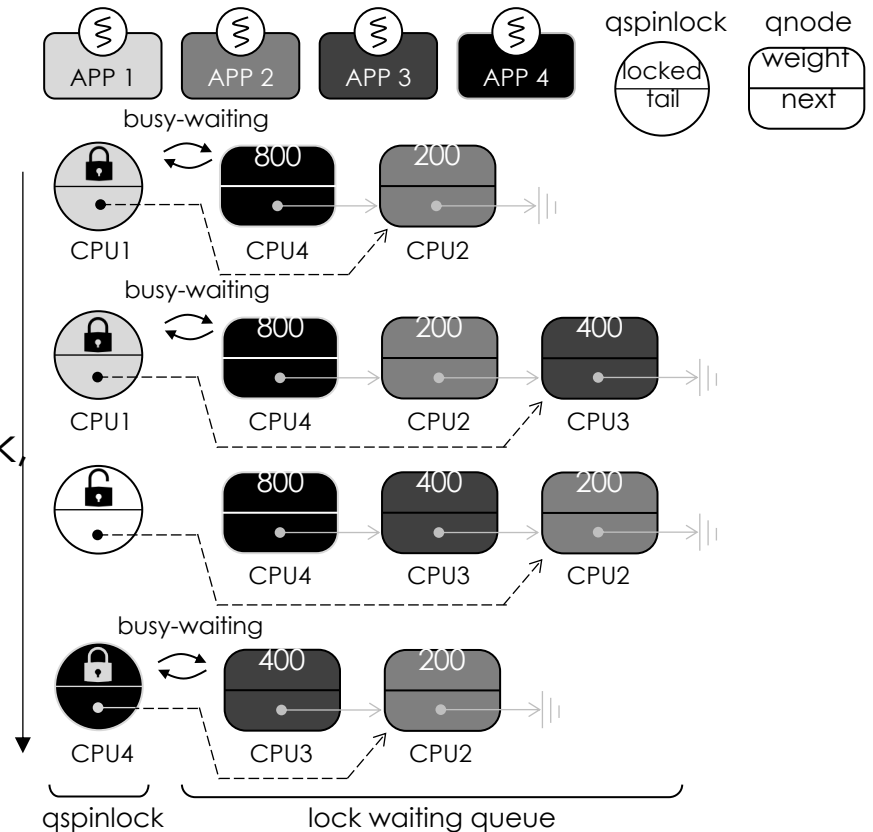 qspinlock qnode
APP 1 APP 2 APP 3 APP 4
locked
tail
weight
next
busy-waiting
800 200
CPU1 CPU4 CPU2
busy-waiting
800 200 400
CPU1 CPU4 CPU2 CPU3
k,
800 400 200
CPU4 CPU3 CPU2
busy-waiting
400 200
CPU4 CPU3 CPU2
qspinlock lock waiting queue